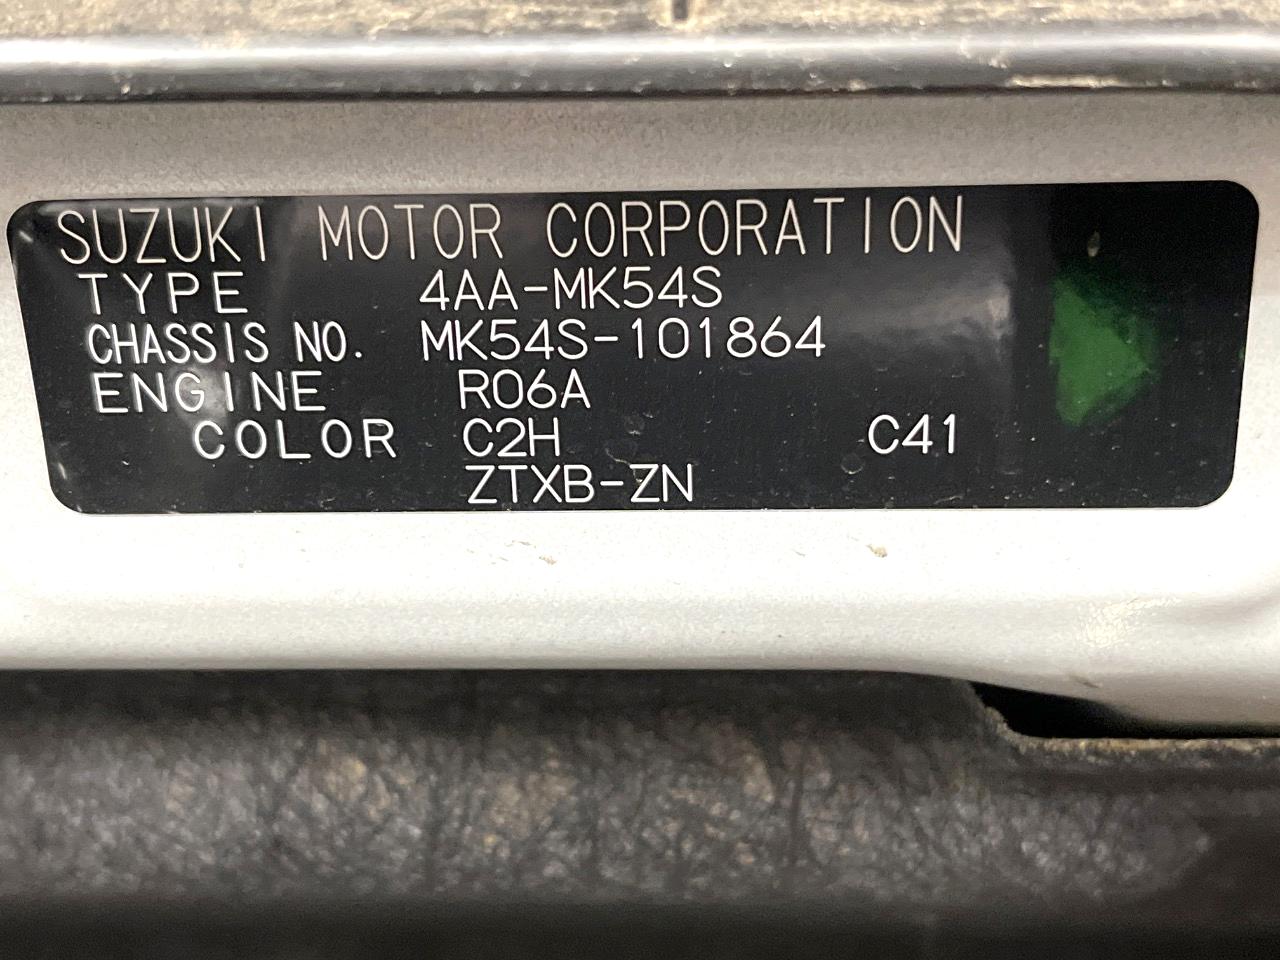 SUZUKI MOTOR CORPORATION
TYPE 4AA-MK54S
CHASSIS NO. MK54S-101864
ENGINE R06A
COLOR C2H C41
ZTXB-ZN